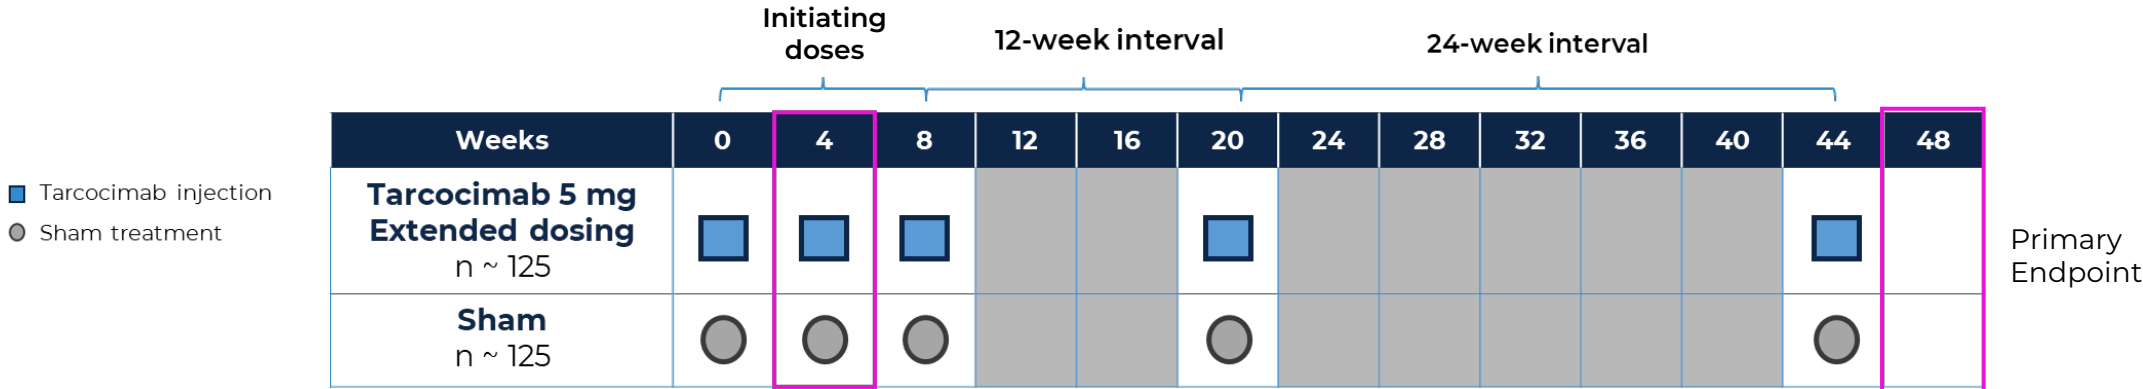 Initiating
doses
12-week interval
24-week interval
Weeks 0 4 8 12 16 20 24 28 32 36 40 44 48
Tarcocimab injection
Sham treatment
Tarcocimab 5 mg
Extended dosing
n ~ 125
Primary
Endpoint
Sham
n ~ 125